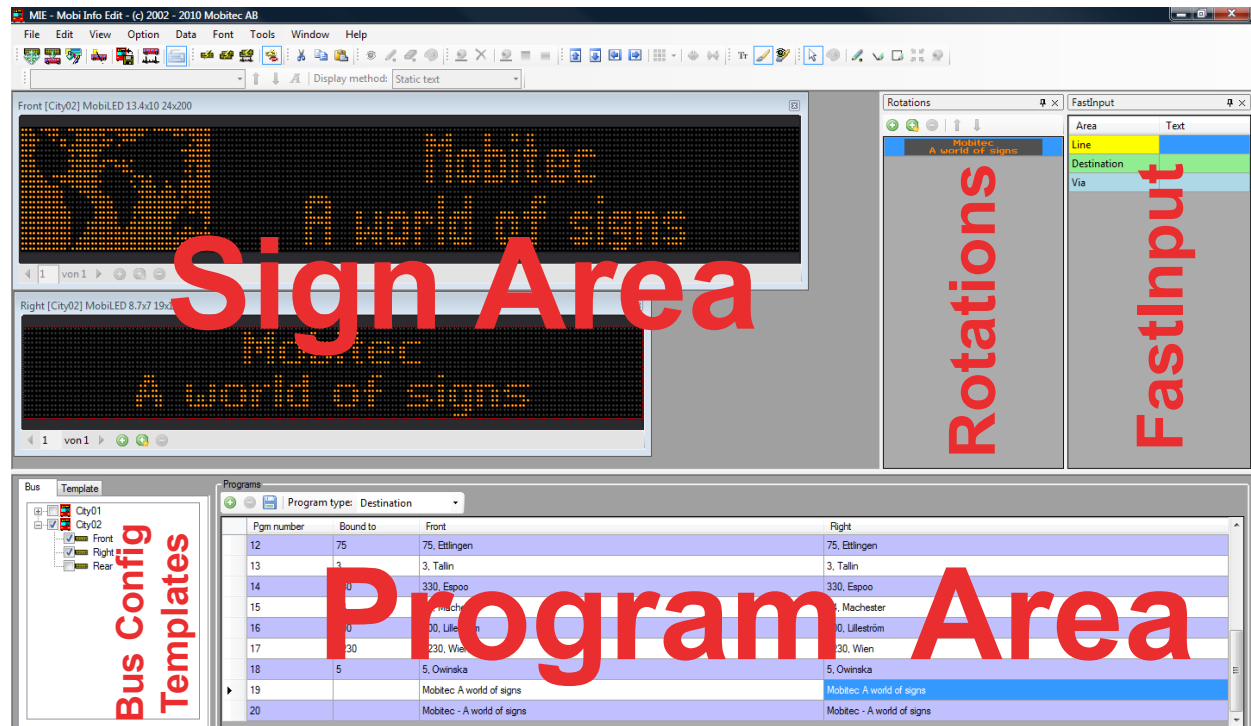 MIE - Mobi Info Edit - (c) 2002 - 2010 Mobitec AB
File Edit View Option Data Font Tools Window Help
Display method: Static text
Front [City02] MobiLED 13.4x10 24x200
Mobitec
A world of signs
1 von 1
Right [City02] MobiLED 8.7x7
Mobitec
A world of signs
1 von 1
Sign Area
Rotations
Mobitec
A world of signs
Rotations
FastInput
Area Text
Line
Destination
Via
FastInput
Bus Template
City01
City02
Front
Right
Rear
Bus Config
Templates
Programs
Program type: Destination
Pgm number Bound to Front Right
12 75 75, Ettlingen 75, Ettlingen
13 3 3, Tallin 3, Tallin
14 330, Espoo 330, Espoo
15 Machester
16 Lilleström
17 Wien
18 5 5, Owinska 5, Owinska
19 Mobitec A world of signs Mobitec A world of signs
20 Mobitec - A world of signs Mobitec - A world of signs
Program Area